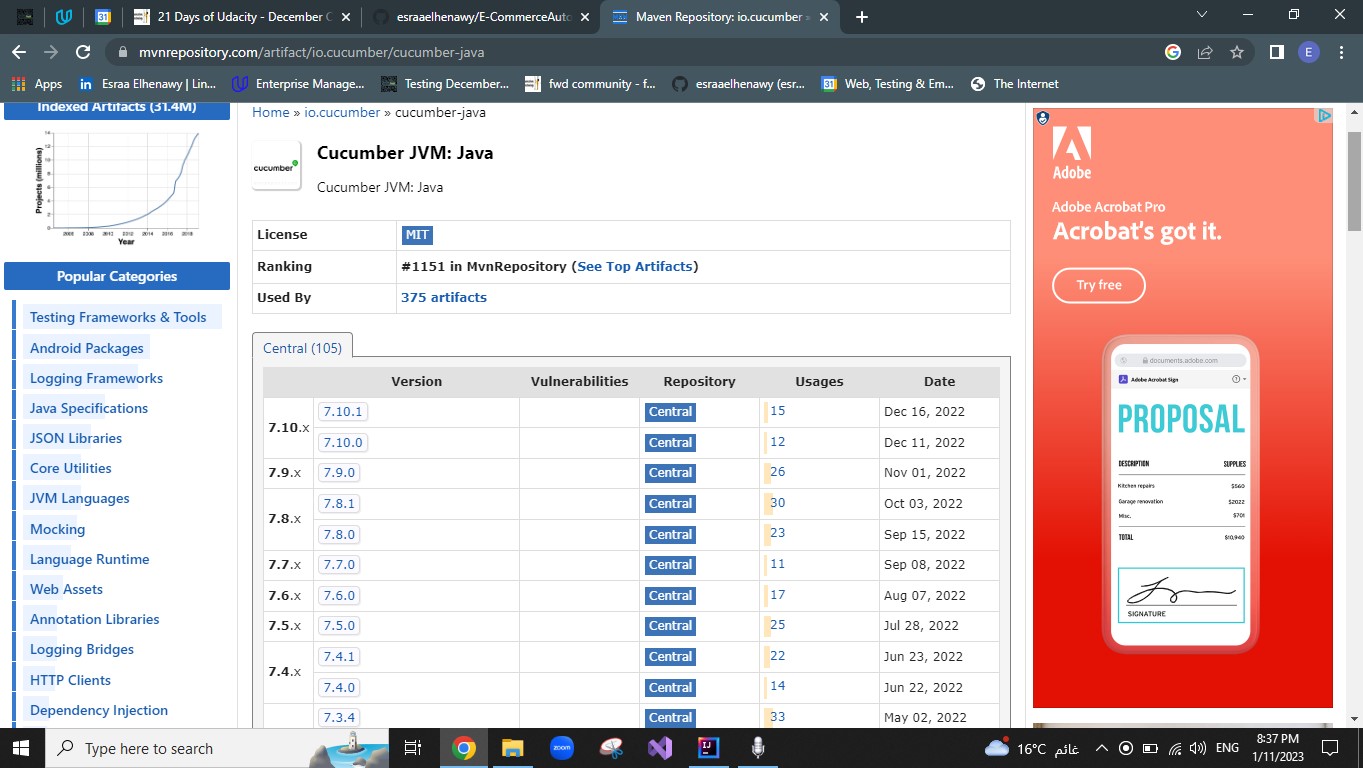 21 Days of Udacity - December C
esraaelhenawy/E-CommerceAuto
Maven Repository: io.cucumber »
mvnrepository.com/artifact/io.cucumber/cucumber-java
E
Apps
Esraa Elhenawy | Lin...
Enterprise Manage...
Testing December...
fwd community - f...
esraaelhenawy (esr...
Web, Testing & Em...
The Internet
Indexed Artifacts (31.4M)
Projects (millions)
Year
Popular Categories
Testing Frameworks & Tools
Android Packages
Logging Frameworks
Java Specifications
JSON Libraries
Core Utilities
JVM Languages
Mocking
Language Runtime
Web Assets
Annotation Libraries
Logging Bridges
HTTP Clients
Dependency Injection
Home » io.cucumber » cucumber-java
cucumber
Cucumber JVM: Java
Cucumber JVM: Java
License MIT
Ranking #1151 in MvnRepository (See Top Artifacts)
Used By 375 artifacts
Central (105)
Version Vulnerabilities Repository Usages Date
7.10.x
7.10.1 Central 15 Dec 16, 2022
7.10.0 Central 12 Dec 11, 2022
7.9.x 7.9.0 Central 26 Nov 01, 2022
7.8.x
7.8.1 Central 30 Oct 03, 2022
7.8.0 Central 23 Sep 15, 2022
7.7.x 7.7.0 Central 11 Sep 08, 2022
7.6.x 7.6.0 Central 17 Aug 07, 2022
7.5.x 7.5.0 Central 25 Jul 28, 2022
7.4.x
7.4.1 Central 22 Jun 23, 2022
7.4.0 Central 14 Jun 22, 2022
7.3.4 Central 33 May 02, 2022
Adobe
Adobe Acrobat Pro
Acrobat's got it.
Try free
documents.adobe.com
Adobe Acrobat Sign
PROPOSAL
DESCRIPTION SUPPLIES
Kitchen repairs $560
Garage renovation $2022
Misc. $701
TOTAL $10,940
SIGNATURE
Type here to search
zoom
16°C غائم
ENG
8:37 PM
1/11/2023